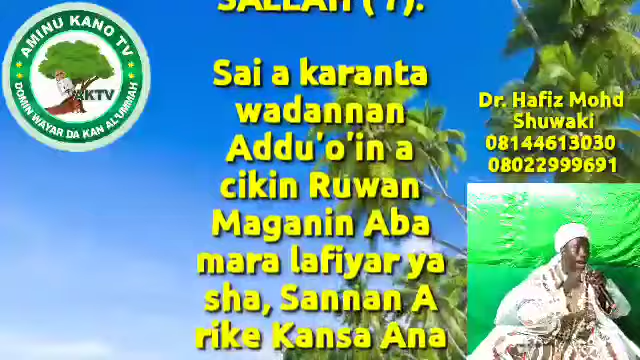 SALLAH ( 7).
Sai a karanta
wadannan
Addu'o'in a
cikin Ruwan
Maganin Aba
mara lafiyar ya
sha, Sannan A
rike Kansa Ana
AMINU KANO TV
AKTV
DOMIN WAYAR DA KAN AL'UMMAH
Dr. Hafiz Mohd
Shuwaki
08144613030
08022999691